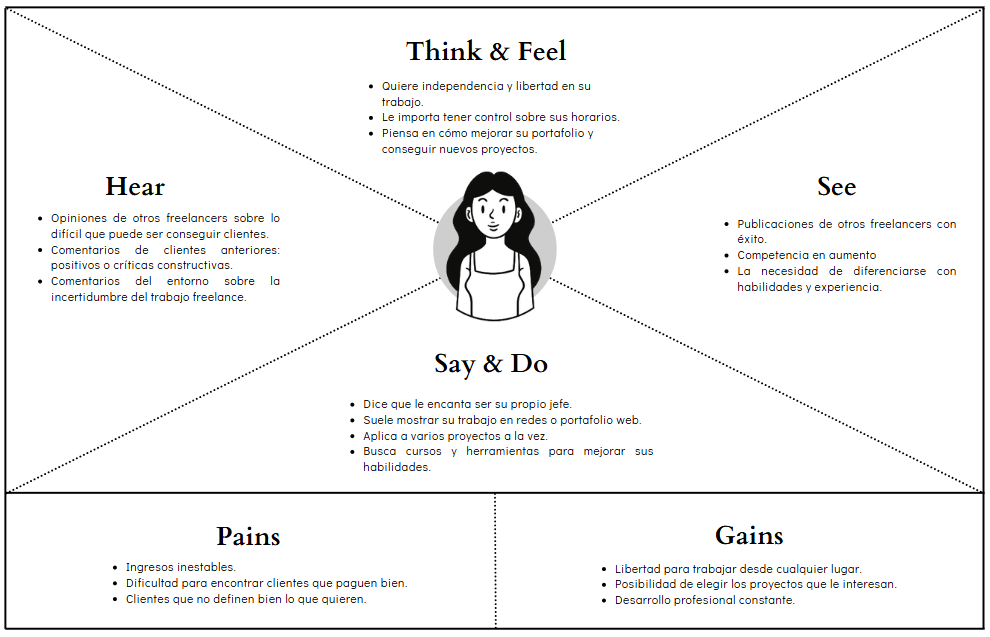 Think & Feel
• Quiere independencia y libertad en su
trabajo.
• Le importa tener control sobre sus horarios.
• Piensa en cómo mejorar su portafolio y
conseguir nuevos proyectos.
Hear
• Opiniones de otros freelancers sobre lo
difícil que puede ser conseguir clientes.
• Comentarios de clientes anteriores:
positivos o críticas constructivas.
• Comentarios del entorno sobre la
incertidumbre del trabajo freelance.
See
• Publicaciones de otros freelancers con
éxito.
• Competencia en aumento
• La necesidad de diferenciarse con
habilidades y experiencia.
Say & Do
• Dice que le encanta ser su propio jefe.
• Suele mostrar su trabajo en redes o portafolio web.
• Aplica a varios proyectos a la vez.
• Busca cursos y herramientas para mejorar sus
habilidades.
Pains
• Ingresos inestables.
• Dificultad para encontrar clientes que paguen bien.
• Clientes que no definen bien lo que quieren.
Gains
• Libertad para trabajar desde cualquier lugar.
• Posibilidad de elegir los proyectos que le interesan.
• Desarrollo profesional constante.